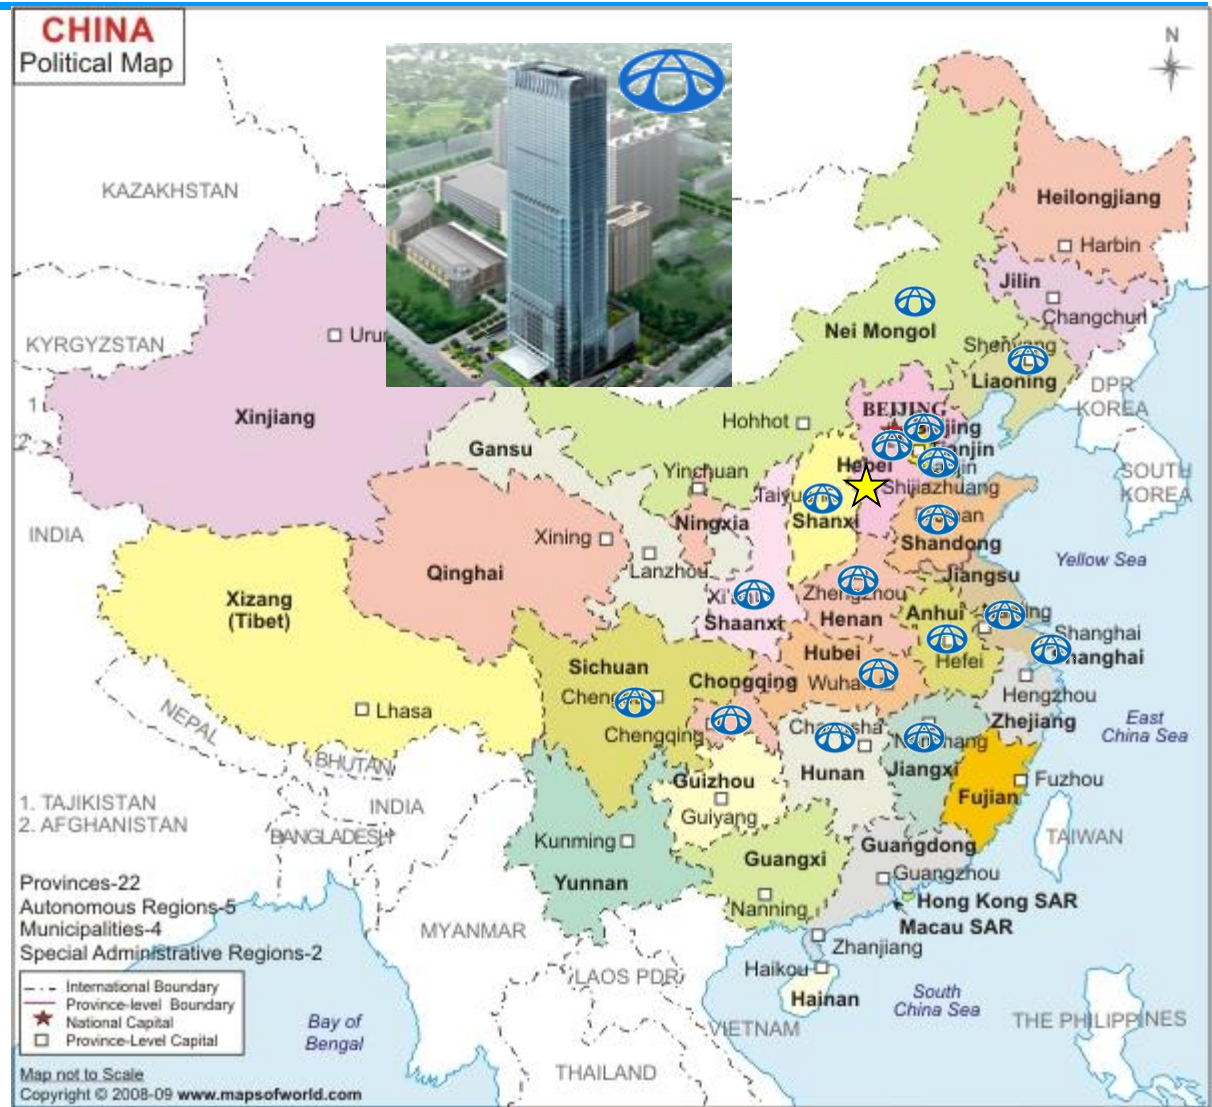 CHINA
Political Map
N
KAZAKHSTAN
Heilongjiang
Harbin
Jilin
Changchun
KYRGYZSTAN
Nei Mongol
Liaoning
DPR
KOREA
1
2
Xinjiang
BEIJING
Hohhot
Gansu
Hebei
Yinchuan
Shijiazhuang
SOUTH
KOREA
Shanxi
INDIA
Ningxia
Xining
Shandong
Lanzhou
Yellow Sea
Qinghai
Jiangsu
Xizang
(Tibet)
Zhengzhou
Anhui
Shaanxi
Henan
Shanghai
Hubei
Hefei
Sichuan
Chongqing
Hengzhou
Lhasa
Zhejiang
East
China Sea
NEPAL
Chengqing
BHUTAN
Jiangxi
Hunan
Guizhou
Fuzhou
Fujian
1. TAJIKISTAN
2. AFGHANISTAN
INDIA
Guiyang
BANGLADESH
Kunming
TAIWAN
Guangdong
Guangxi
Guangzhou
Yunnan
Provinces-22
Autonomous Regions-5
Municipalities-4
Special Administrative Regions-2
Nanning
Hong Kong SAR
Macau SAR
MYANMAR
Zhanjiang
LAOS PDR
Haikou
Hainan
South
China Sea
International Boundary
Province-level Boundary
National Capital
Province-Level Capital
Bay of
Bengal
VIETNAM
THE PHILIPPINES
THAILAND
Map not to Scale
Copyright © 2008-09 www.mapsofworld.com